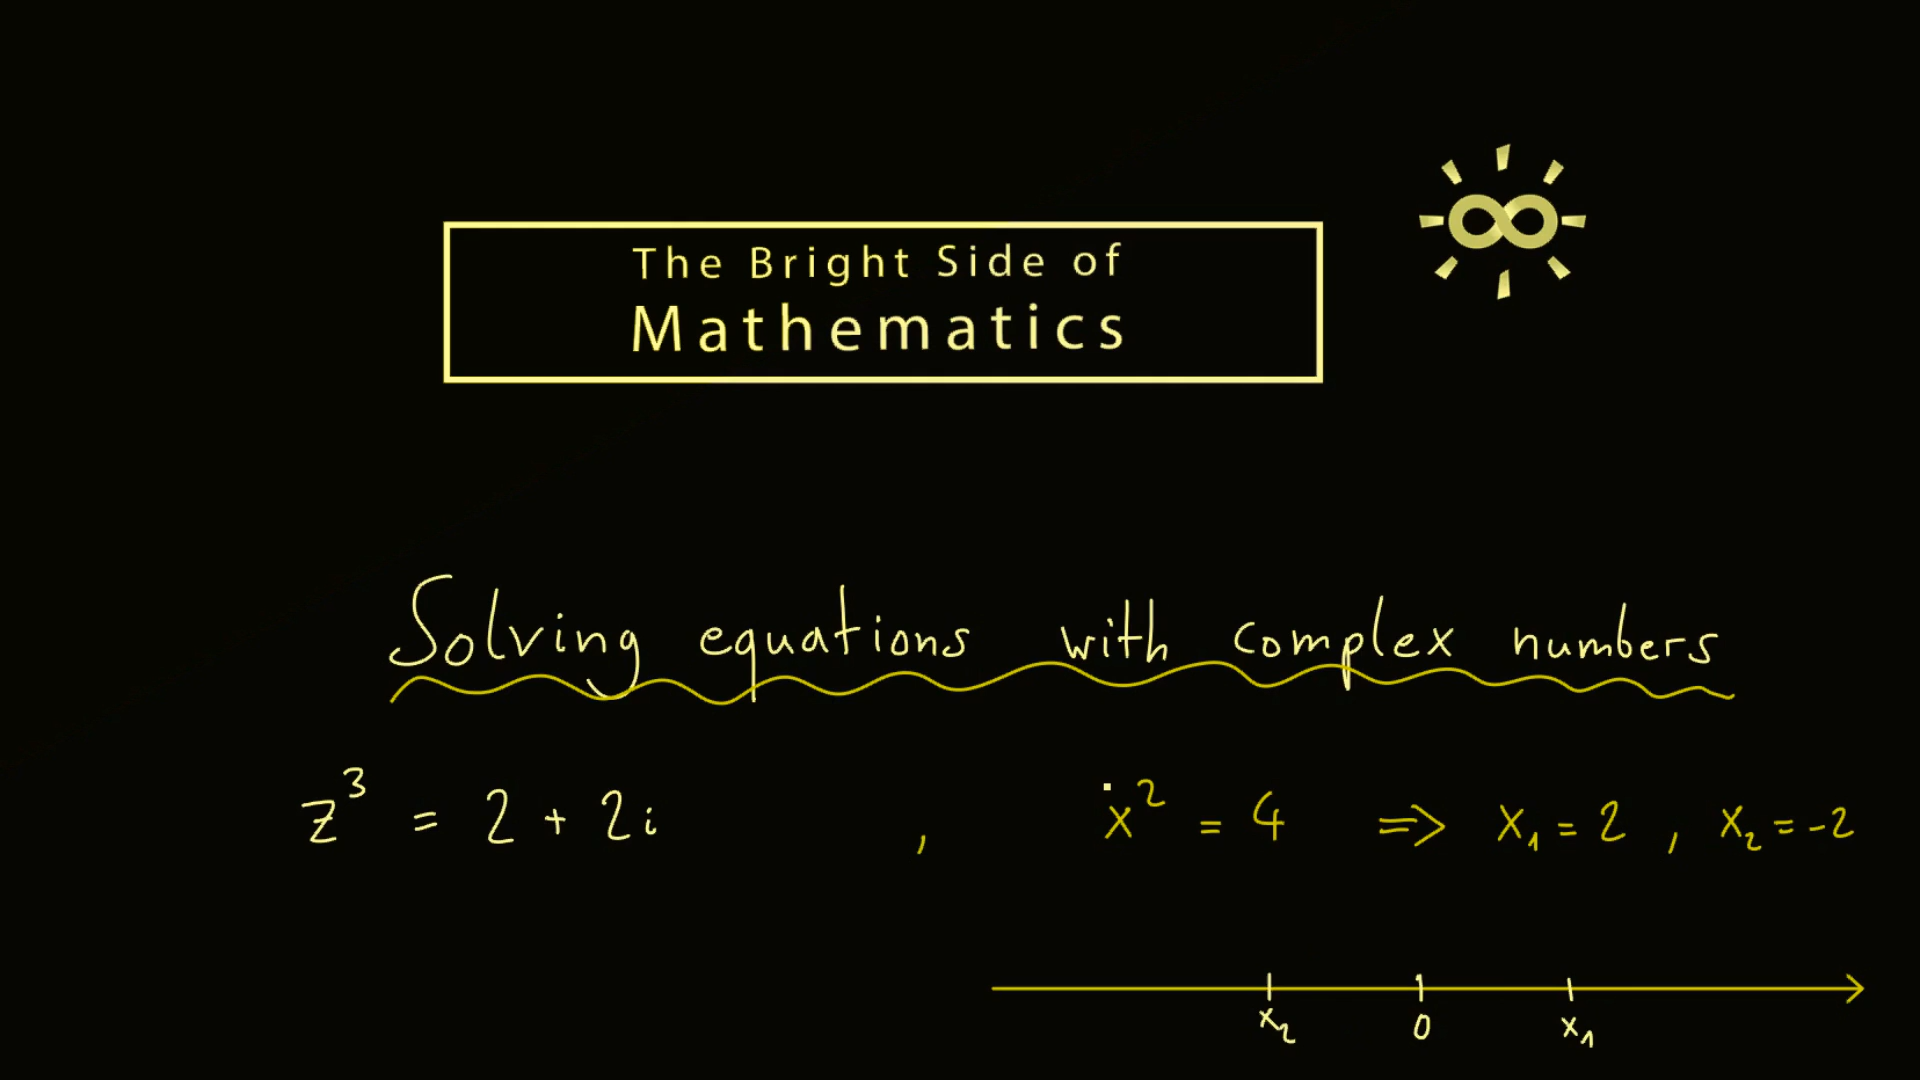 The Bright Side of
Mathematics
Solving equations with complex numbers
z³ = 2 + 2i , x² = 4 => x₁ = 2 , x₂ = -2
x₂ 0 x₁